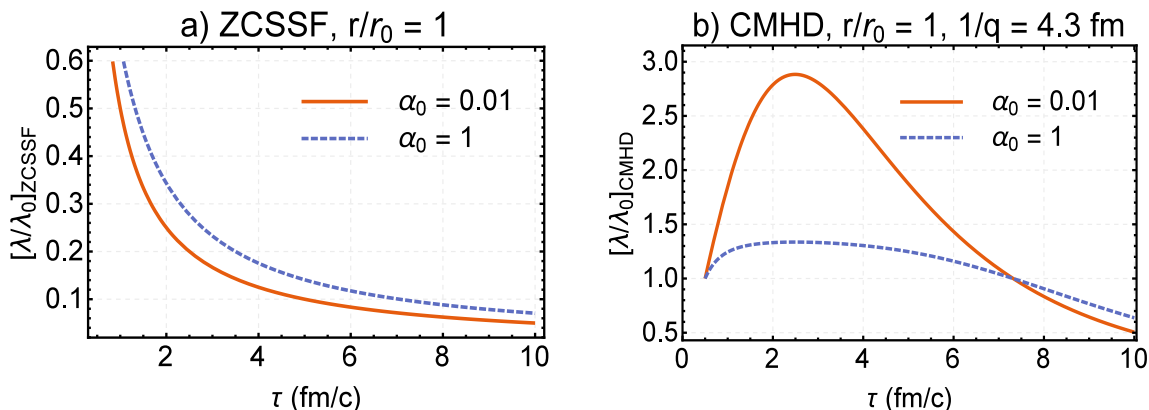 a) ZCSSF, r/r₀ = 1
[λ/λ₀]ZCSSF
0.6
0.5
0.4
0.3
0.2
0.1
α₀ = 0.01
α₀ = 1
2 4 6 8 10
τ (fm/c)
b) CMHD, r/r₀ = 1, 1/q = 4.3 fm
[λ/λ₀]CMHD
3.0
2.5
2.0
1.5
1.0
0.5
α₀ = 0.01
α₀ = 1
0 2 4 6 8 10
τ (fm/c)